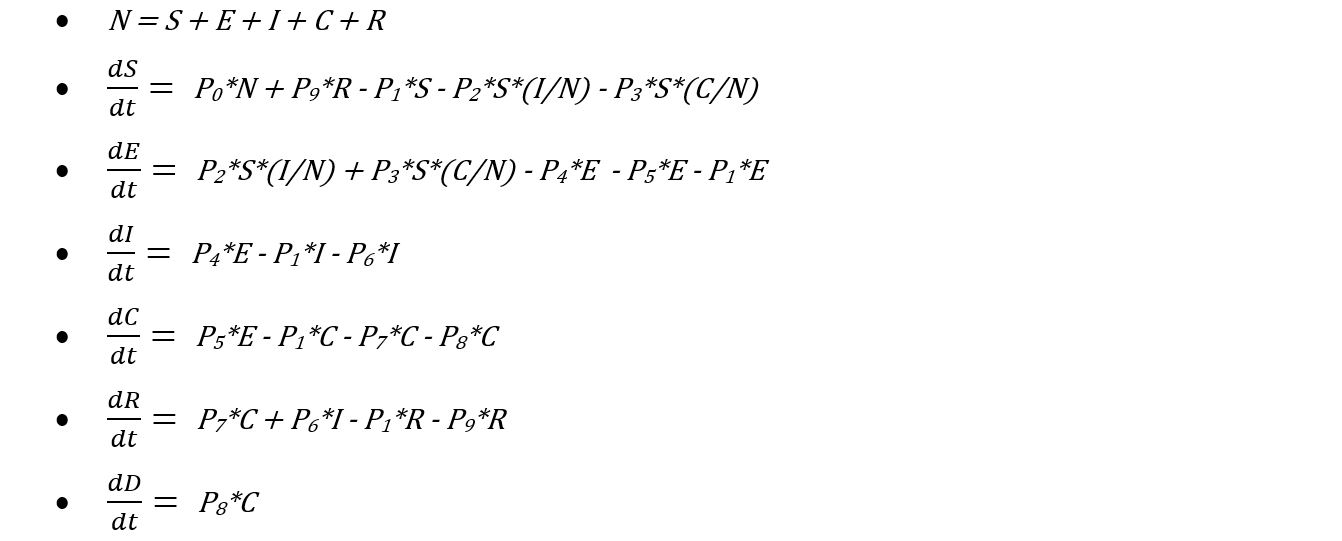 • N = S + E + I + C + R
• dS/dt = P₀*N + P₉*R - P₁*S - P₂*S*(I/N) - P₃*S*(C/N)
• dE/dt = P₂*S*(I/N) + P₃*S*(C/N) - P₄*E - P₅*E - P₁*E
• dI/dt = P₄*E - P₁*I - P₆*I
• dC/dt = P₅*E - P₁*C - P₇*C - P₈*C
• dR/dt = P₇*C + P₆*I - P₁*R - P₉*R
• dD/dt = P₈*C